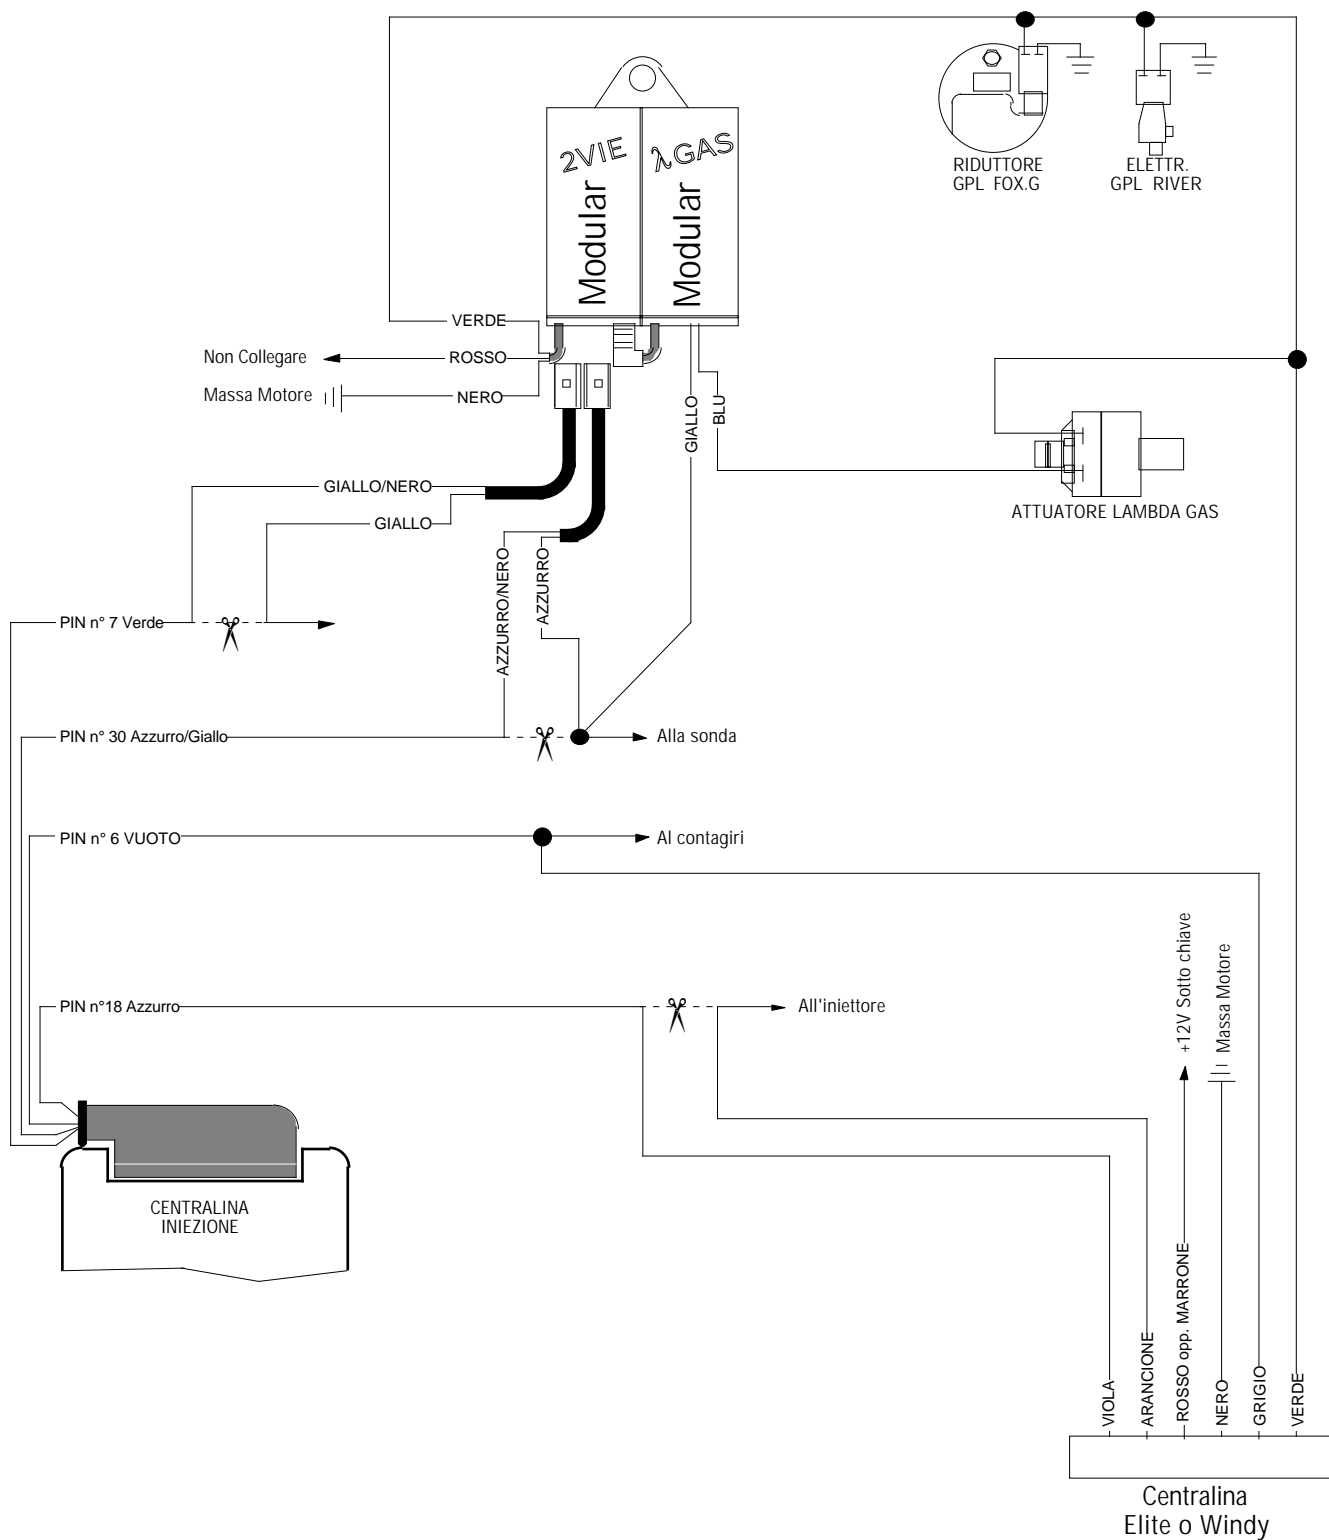 2VIE
Modular
λGAS
Modular
RIDUTTORE
GPL FOX.G
ELETTR.
GPL RIVER
VERDE
Non Collegare
ROSSO
Massa Motore
NERO
GIALLO
BLU
ATTUATORE LAMBDA GAS
GIALLO/NERO
GIALLO
AZZURRO/NERO
AZZURRO
PIN n° 7 Verde
PIN n° 30 Azzurro/Giallo
Alla sonda
PIN n° 6 VUOTO
Al contagiri
PIN n°18 Azzurro
All'iniettore
+12V Sotto chiave
Massa Motore
CENTRALINA
INIEZIONE
VIOLA
ARANCIONE
ROSSO opp. MARRONE
NERO
GRIGIO
VERDE
Centralina
Elite o Windy